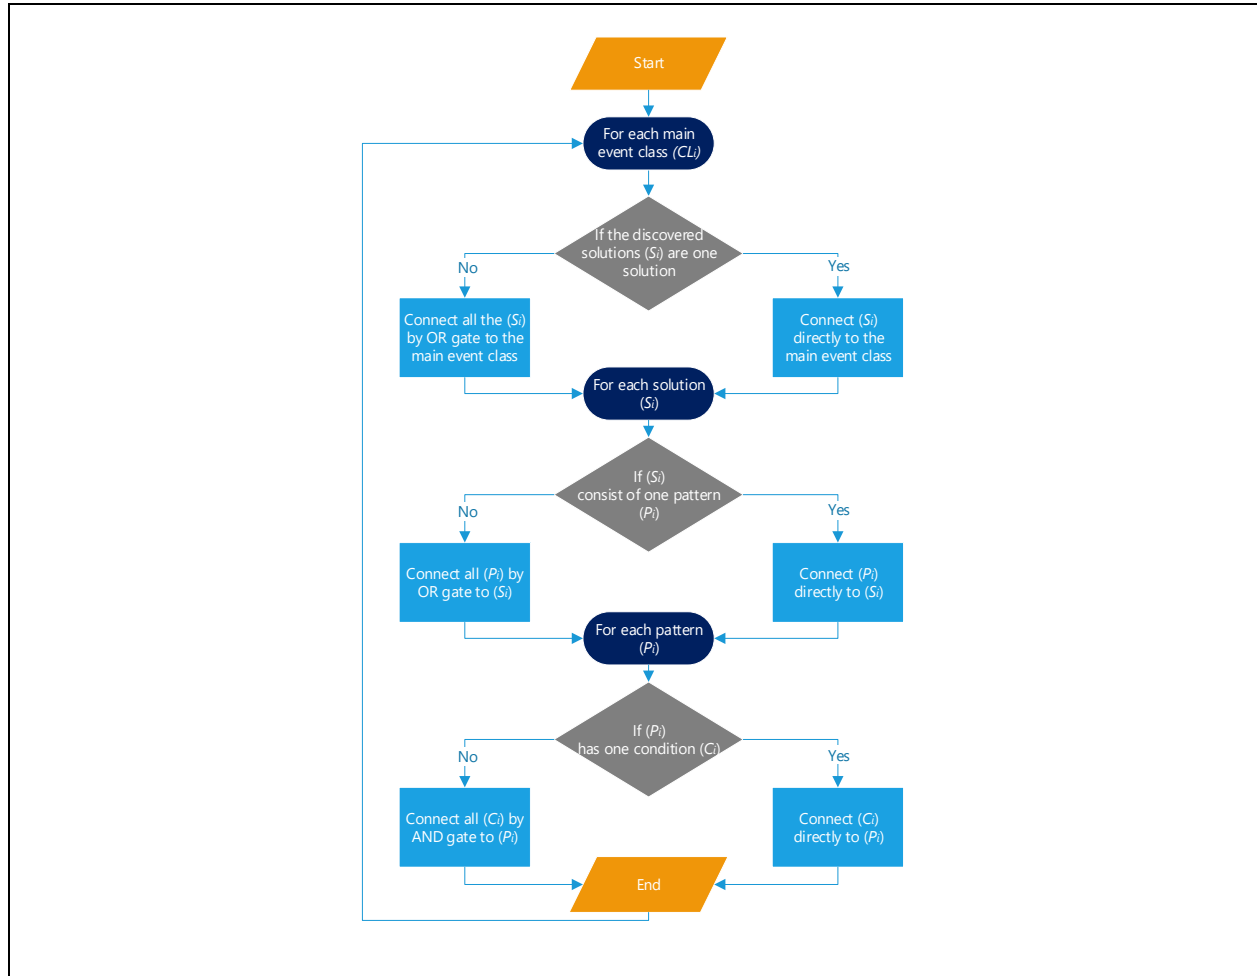 Start
For each main
event class (CLi)
If the discovered
solutions (Si) are one
solution
No
Yes
Connect all the (Si)
by OR gate to the
main event class
Connect (Si)
directly to the
main event class
For each solution
(Si)
If (Si)
consist of one pattern
(Pi)
No
Yes
Connect all (Pi) by
OR gate to (Si)
Connect (Pi)
directly to (Si)
For each pattern
(Pi)
If (Pi)
has one condition (Ci)
No
Yes
Connect all (Ci) by
AND gate to (Pi)
Connect (Ci)
directly to (Pi)
End